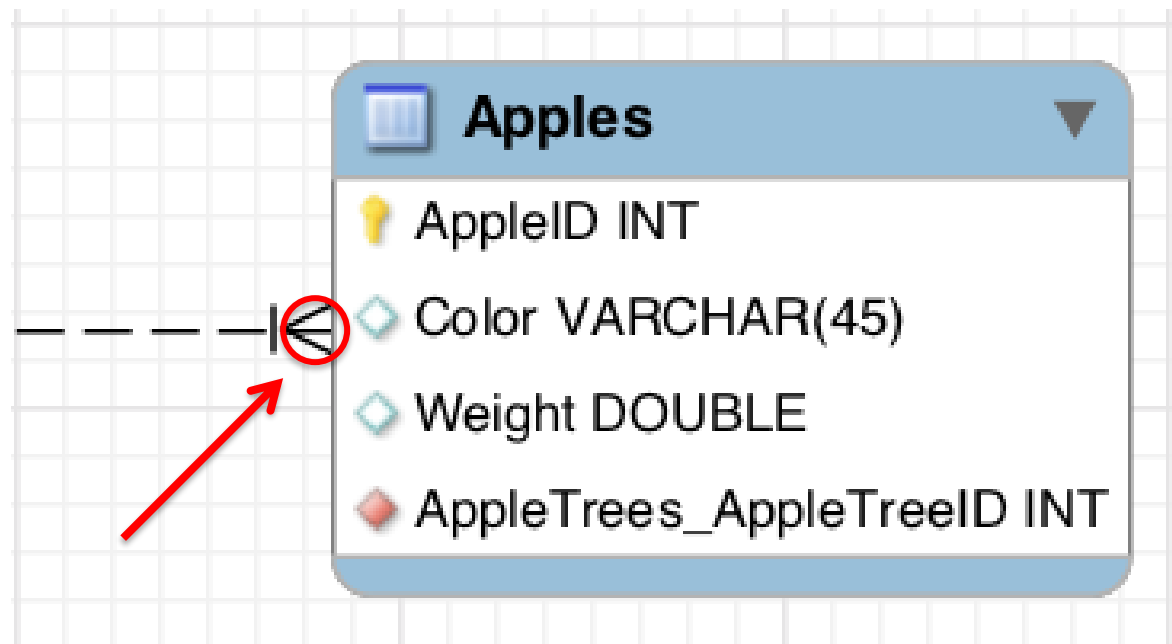 Apples
AppleID INT
Color VARCHAR(45)
Weight DOUBLE
AppleTrees_AppleTreeID INT